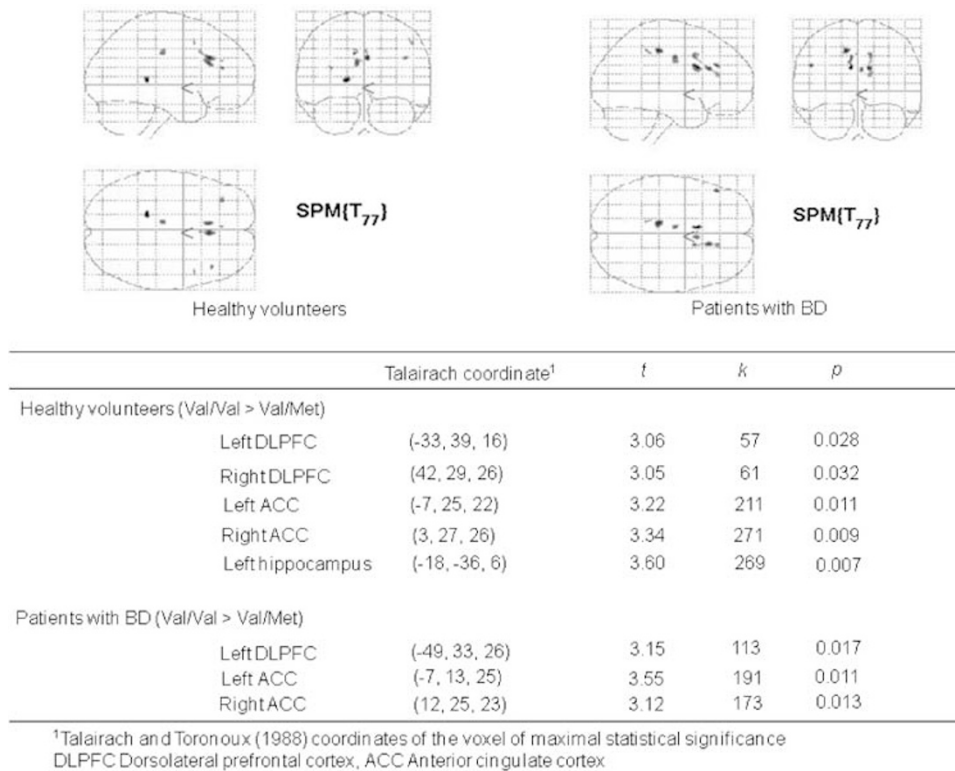 SPM{T77}
SPM{T77}
Healthy volunteers
Patients with BD
Talairach coordinate1 t k p
Healthy volunteers (Val/Val > Val/Met)
Left DLPFC (-33, 39, 16) 3.06 57 0.028
Right DLPFC (42, 29, 26) 3.05 61 0.032
Left ACC (-7, 25, 22) 3.22 211 0.011
Right ACC (3, 27, 26) 3.34 271 0.009
Left hippocampus (-18, -36, 6) 3.60 269 0.007
Patients with BD (Val/Val > Val/Met)
Left DLPFC (-49, 33, 26) 3.15 113 0.017
Left ACC (-7, 13, 25) 3.55 191 0.011
Right ACC (12, 25, 23) 3.12 173 0.013
1Talairach and Toronoux (1988) coordinates of the voxel of maximal statistical significance
DLPFC Dorsolateral prefrontal cortex, ACC Anterior cingulate cortex